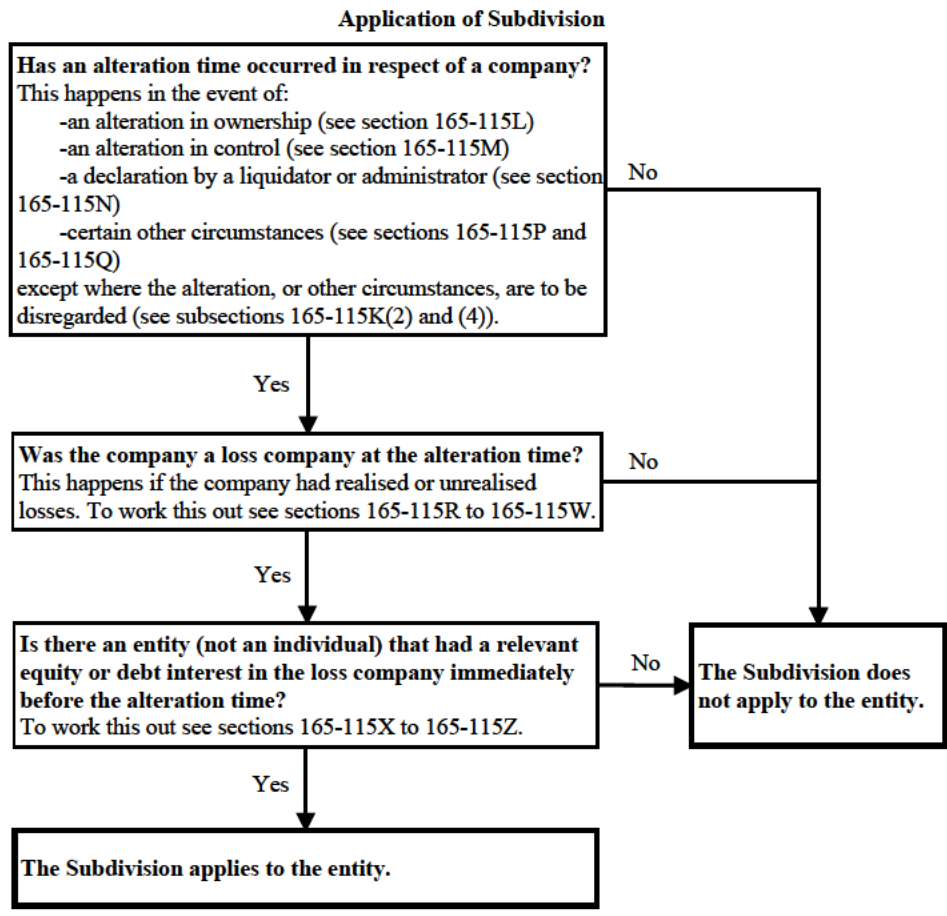 Application of Subdivision
Has an alteration time occurred in respect of a company?
This happens in the event of:
-an alteration in ownership (see section 165-115L)
-an alteration in control (see section 165-115M)
-a declaration by a liquidator or administrator (see section
165-115N)
-certain other circumstances (see sections 165-115P and
165-115Q)
except where the alteration, or other circumstances, are to be
disregarded (see subsections 165-115K(2) and (4)).
No
Yes
Was the company a loss company at the alteration time?
This happens if the company had realised or unrealised
losses. To work this out see sections 165-115R to 165-115W.
No
Yes
Is there an entity (not an individual) that had a relevant
equity or debt interest in the loss company immediately
before the alteration time?
To work this out see sections 165-115X to 165-115Z.
No
The Subdivision does
not apply to the entity.
Yes
The Subdivision applies to the entity.